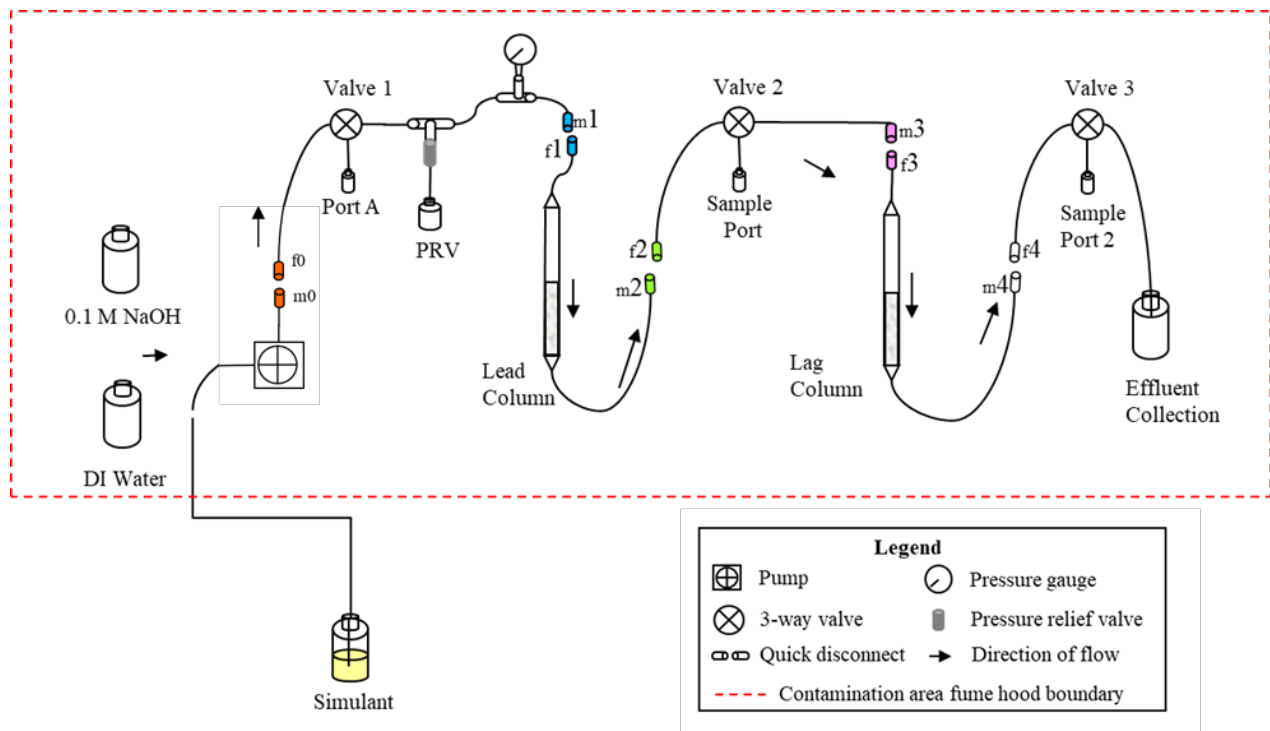 Valve 1
Valve 2
Valve 3
m1
f1
m3
f3
Port A
PRV
Sample
Port
Sample
Port 2
f0
m0
f2
m2
f4
m4
0.1 M NaOH
Lead
Column
Lag
Column
Effluent
Collection
DI Water
Simulant
Legend
Pump
Pressure gauge
3-way valve
Pressure relief valve
Quick disconnect
Direction of flow
Contamination area fume hood boundary